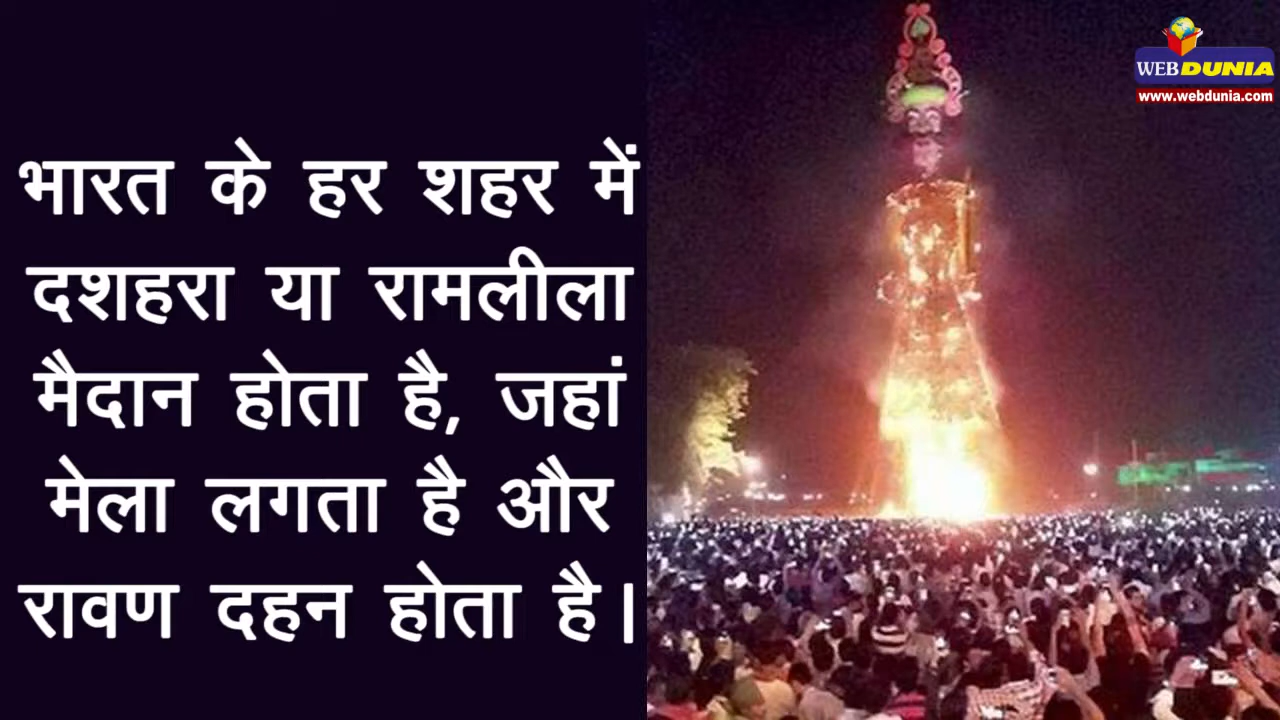 भारत के हर शहर में
दशहरा या रामलीला
मैदान होता है, जहां
मेला लगता है और
रावण दहन होता है।
WEBDUNIA
www.webdunia.com